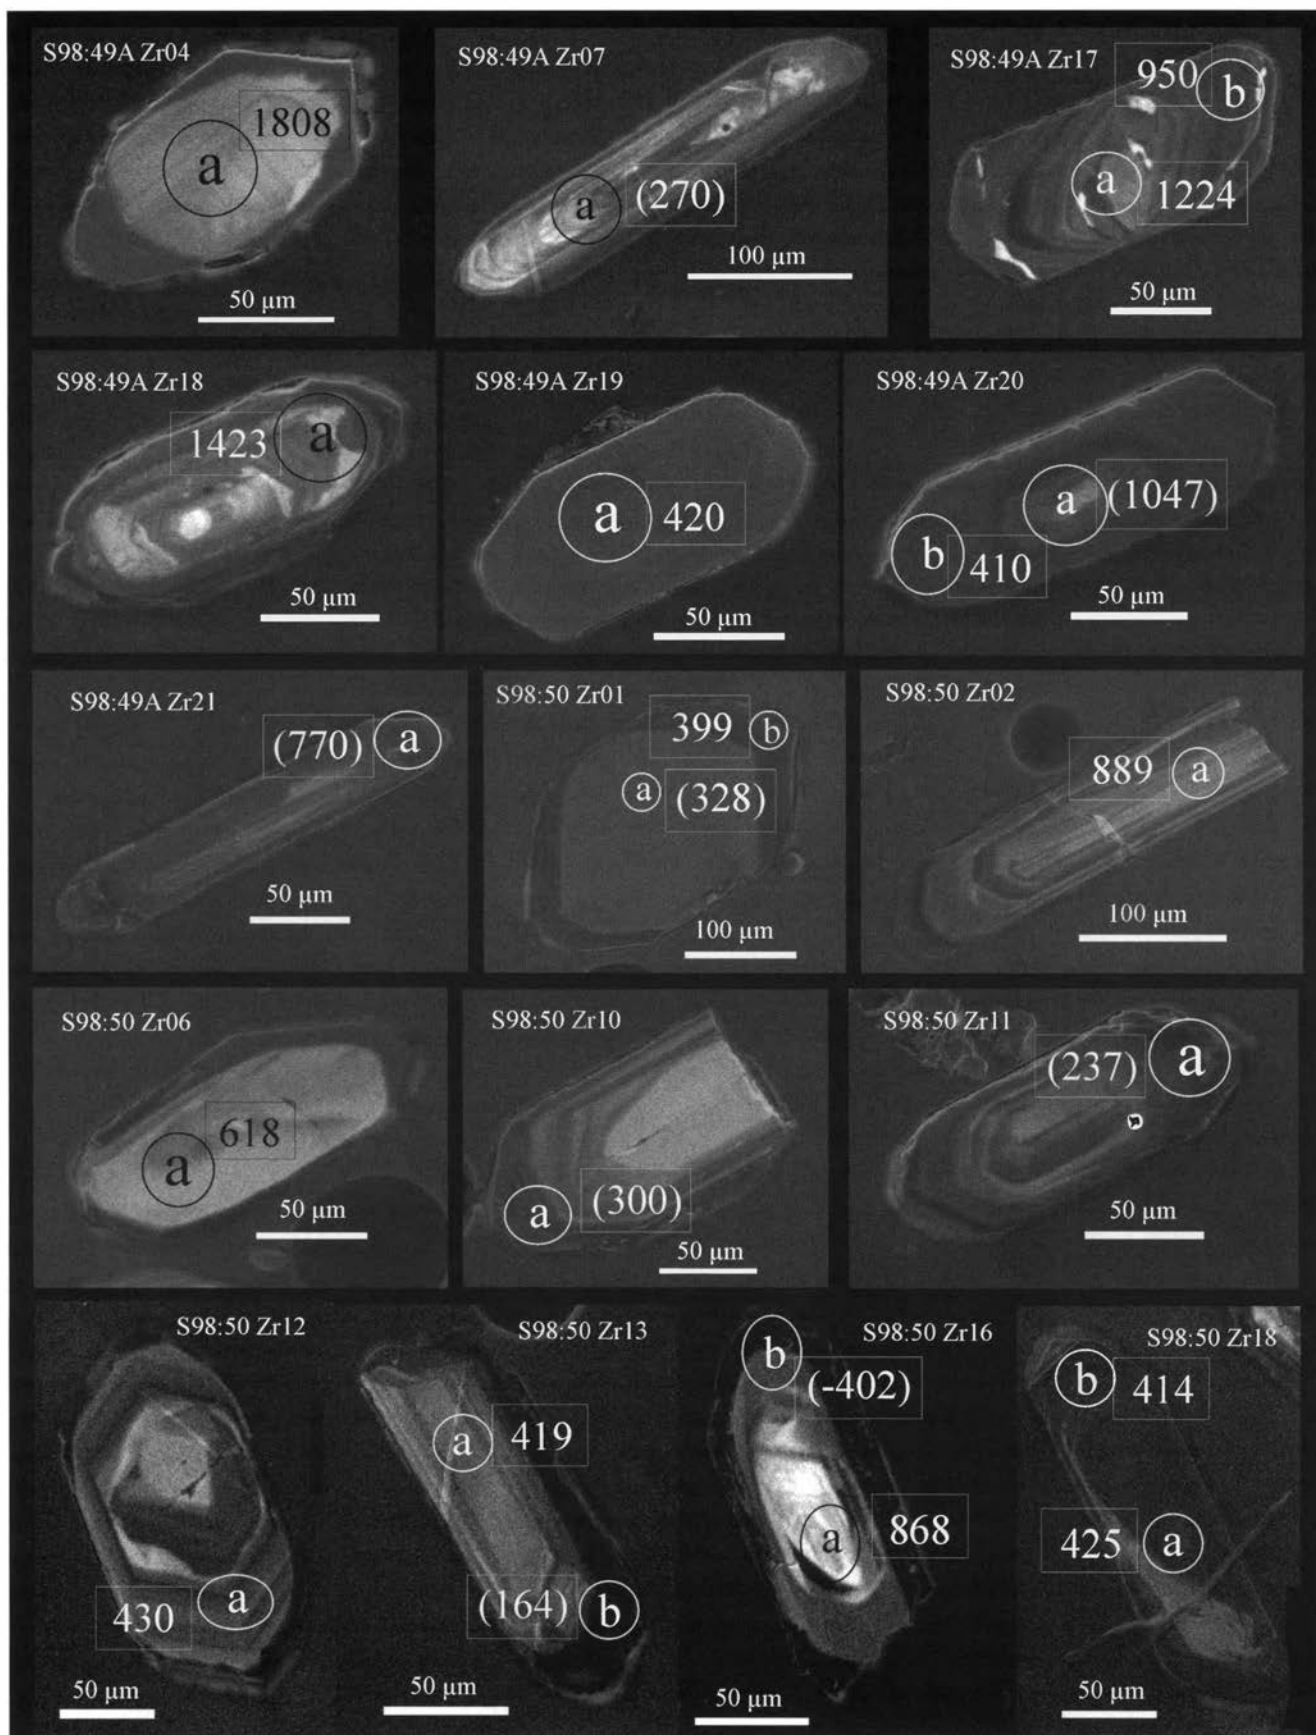 S98:49A Zr04
1808
a
50 µm
S98:49A Zr07
a
(270)
100 µm
S98:49A Zr17
950
b
a
1224
50 µm
S98:49A Zr18
1423
a
50 µm
S98:49A Zr19
a
420
50 µm
S98:49A Zr20
a
(1047)
b
410
50 µm
S98:49A Zr21
(770)
a
50 µm
S98:50 Zr01
399
b
a
(328)
100 µm
S98:50 Zr02
889
a
100 µm
S98:50 Zr06
618
a
50 µm
S98:50 Zr10
a
(300)
50 µm
S98:50 Zr11
(237)
a
50 µm
S98:50 Zr12
430
a
50 µm
S98:50 Zr13
a
419
(164)
b
50 µm
S98:50 Zr16
b
(-402)
a
868
50 µm
S98:50 Zr18
b
414
425
a
50 µm